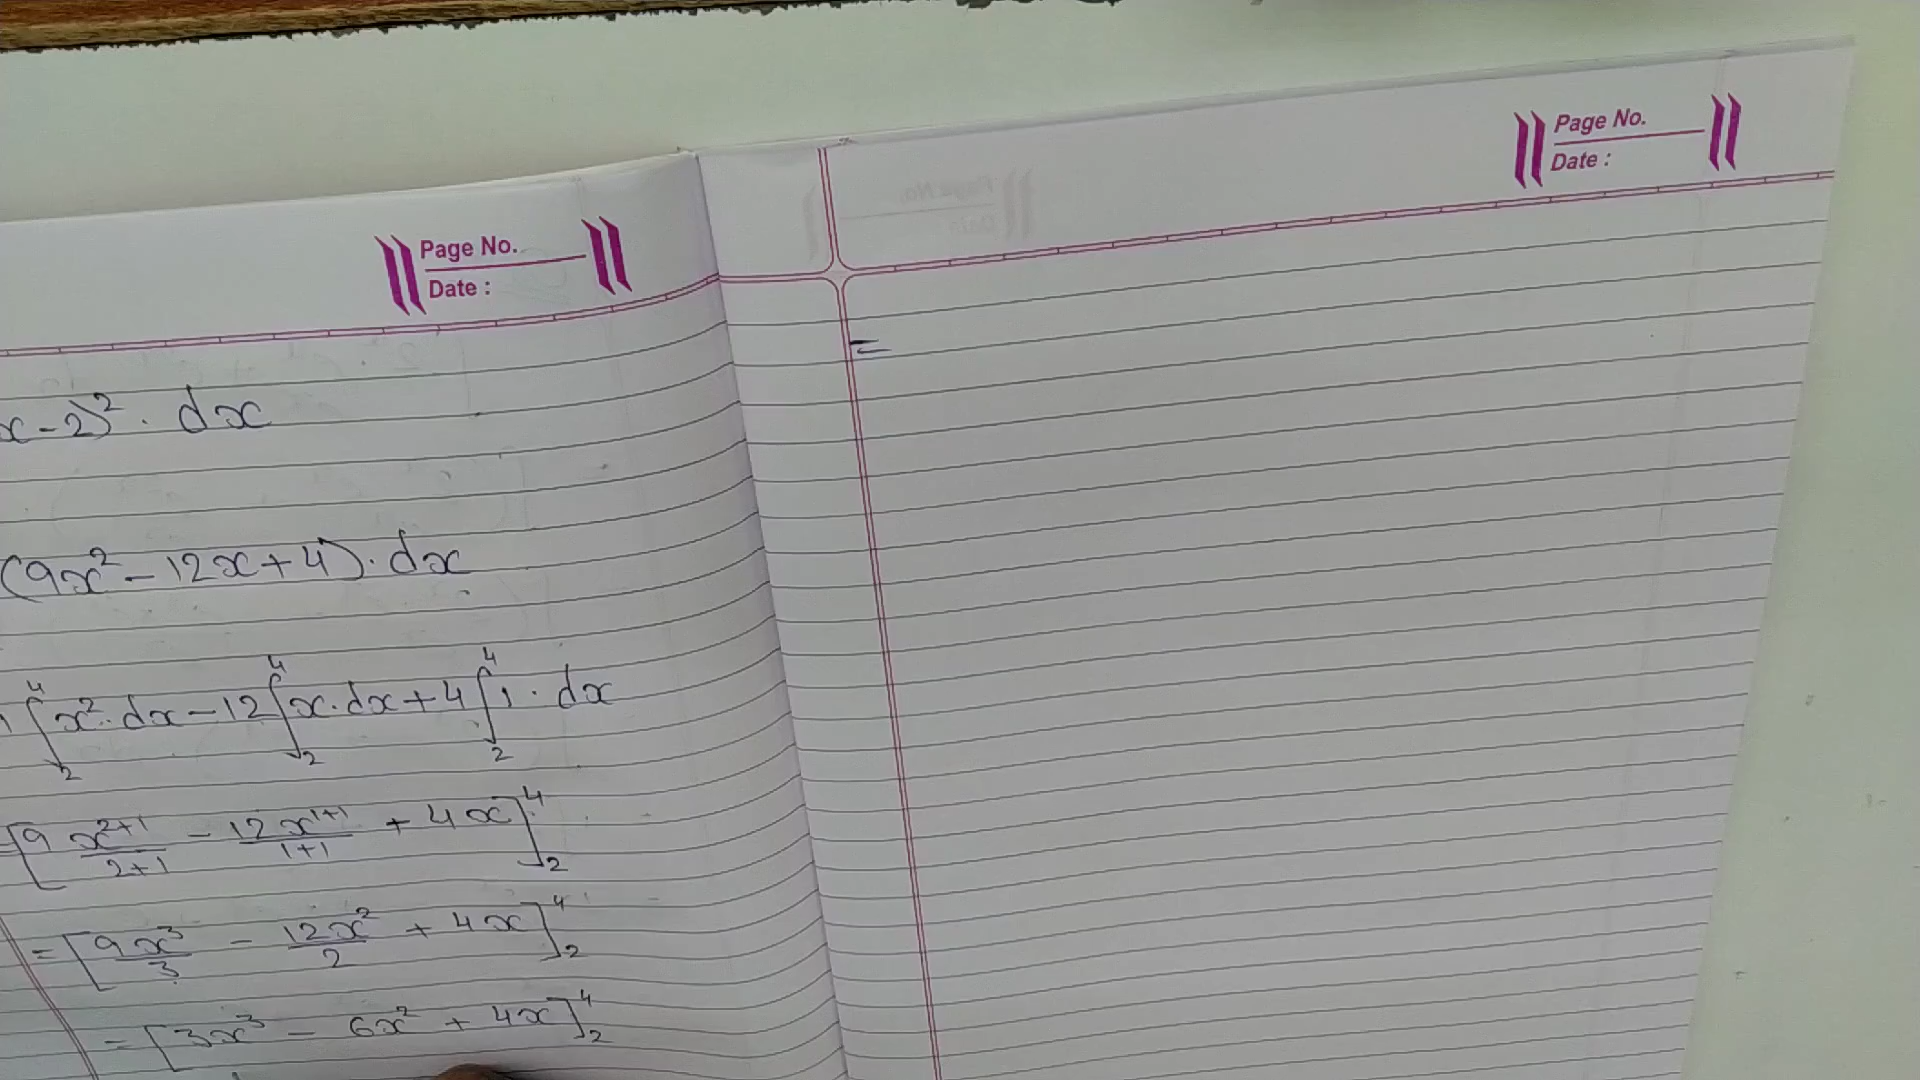 Page No.
Date :
x-2)². dx
(9x² - 12x + 4). dx
∫₂⁴ x². dx - 12 ∫₂⁴ x. dx + 4 ∫₂⁴ 1. dx
= [9 x²⁺¹/2+1 - 12x¹⁺¹/1+1 + 4x]₂⁴
= [9x³/3 - 12x²/2 + 4x]₂⁴
= [3x³ - 6x² + 4x]₂⁴
Page No.
Date :
=